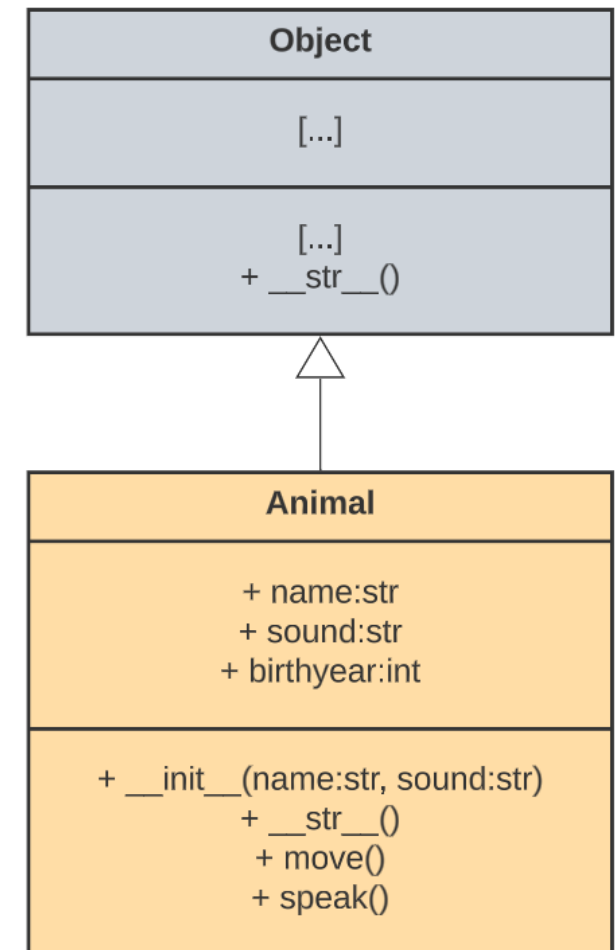 Object
[...]
[...]
+ __str__()
Animal
+ name:str
+ sound:str
+ birthyear:int
+ __init__(name:str, sound:str)
+ __str__()
+ move()
+ speak()